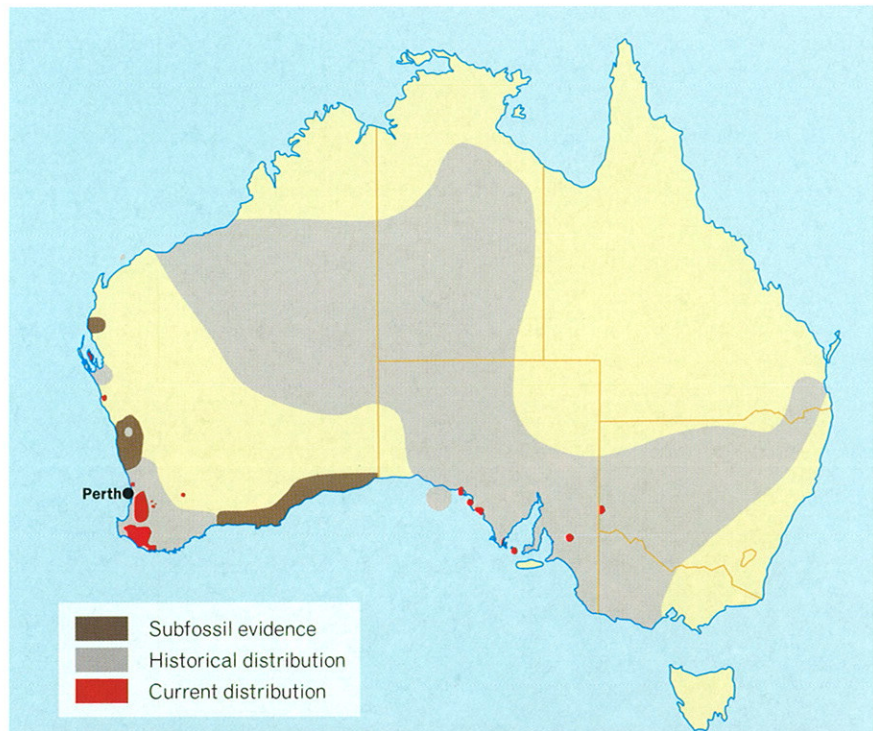 Perth
Subfossil evidence
Historical distribution
Current distribution